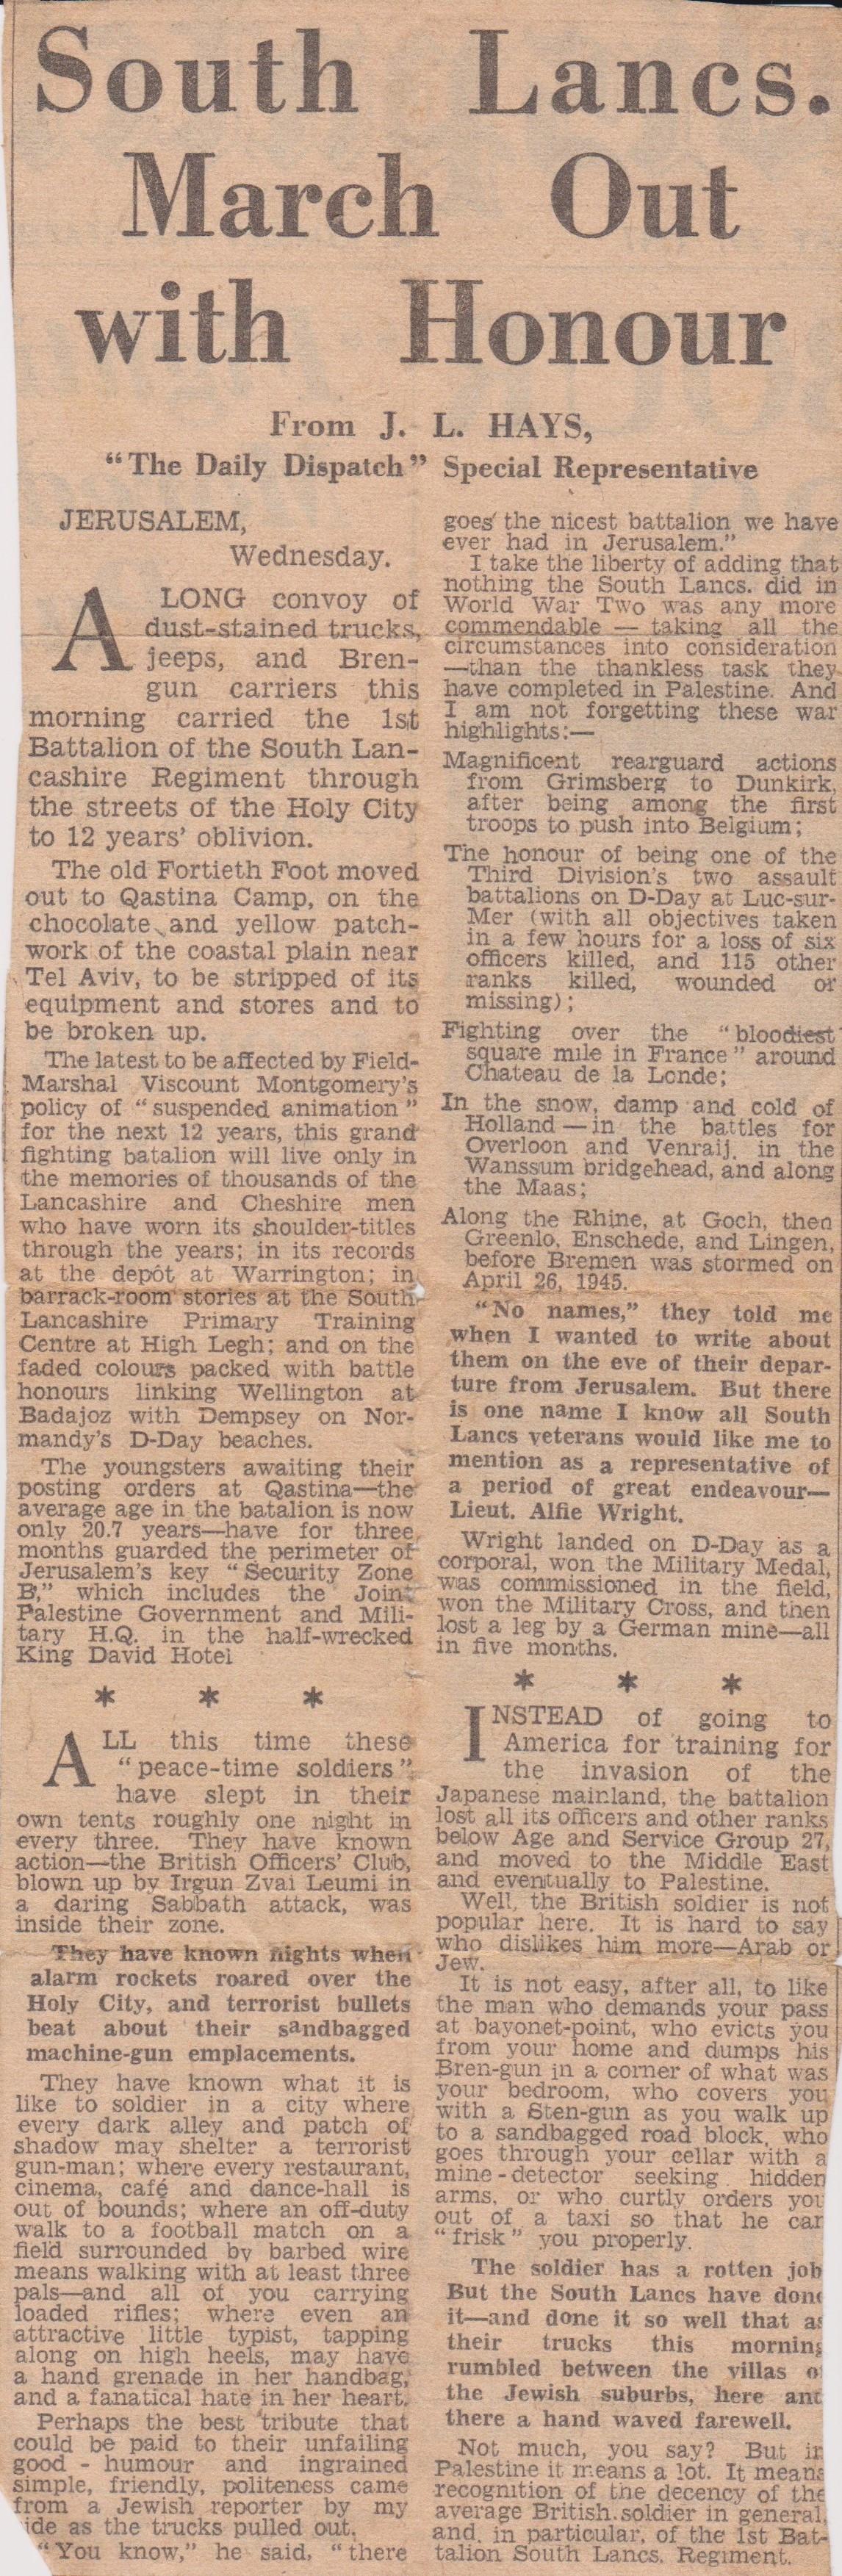 South Lancs.
March Out
with Honour
From J. L. HAYS,
"The Daily Dispatch" Special Representative
JERUSALEM,
Wednesday.
A LONG convoy of
dust-stained trucks,
jeeps, and Bren-
gun carriers this
morning carried the 1st
Battalion of the South Lan-
cashire Regiment through
the streets of the Holy City
to 12 years' oblivion.
The old Fortieth Foot moved
out to Qastina Camp, on the
chocolate and yellow patch-
work of the coastal plain near
Tel Aviv, to be stripped of its
equipment and stores and to
be broken up.
The latest to be affected by Field-
Marshal Viscount Montgomery's
policy of "suspended animation"
for the next 12 years, this grand
fighting batalion will live only in
the memories of thousands of the
Lancashire and Cheshire men
who have worn its shoulder-titles
through the years; in its records
at the depôt at Warrington; in
barrack-room stories at the South
Lancashire Primary Training
Centre at High Legh; and on the
faded colours packed with battle
honours linking Wellington at
Badajoz with Dempsey on Nor-
mandy's D-Day beaches.
The youngsters awaiting their
posting orders at Qastina—the
average age in the batalion is now
only 20.7 years—have for three
months guarded the perimeter of
Jerusalem's key "Security Zone
B," which includes the Joint
Palestine Government and Mili-
tary H.Q. in the half-wrecked
King David Hotel
* * *
ALL this time these
"peace-time soldiers"
have slept in their
own tents roughly one night in
every three. They have known
action—the British Officers' Club,
blown up by Irgun Zvai Leumi in
a daring Sabbath attack, was
inside their zone.
They have known nights when
alarm rockets roared over the
Holy City, and terrorist bullets
beat about their sandbagged
machine-gun emplacements.
They have known what it is
like to soldier in a city where
every dark alley and patch of
shadow may shelter a terrorist
gun-man; where every restaurant,
cinema, café and dance-hall is
out of bounds; where an off-duty
walk to a football match on a
field surrounded by barbed wire
means walking with at least three
pals—and all of you carrying
loaded rifles; where even an
attractive little typist, tapping
along on high heels, may have
a hand grenade in her handbag,
and a fanatical hate in her heart.
Perhaps the best tribute that
could be paid to their unfailing
good - humour and ingrained
simple, friendly, politeness came
from a Jewish reporter by my
ide as the trucks pulled out.
"You know," he said, "there
goes the nicest battalion we have
ever had in Jerusalem."
I take the liberty of adding that
nothing the South Lancs. did in
World War Two was any more
commendable — taking all the
circumstances into consideration
—than the thankless task they
have completed in Palestine. And
I am not forgetting these war
highlights:—
Magnificent rearguard actions
from Grimsberg to Dunkirk,
after being among the first
troops to push into Belgium;
The honour of being one of the
Third Division's two assault
battalions on D-Day at Luc-sur-
Mer (with all objectives taken
in a few hours for a loss of six
officers killed, and 115 other
ranks killed, wounded or
missing);
Fighting over the "bloodiest
square mile in France" around
Chateau de la Londe;
In the snow, damp and cold of
Holland — in the battles for
Overloon and Venraij, in the
Wanssum bridgehead, and along
the Maas;
Along the Rhine, at Goch, then
Greenlo, Enschede, and Lingen,
before Bremen was stormed on
April 26, 1945.
"No names," they told me
when I wanted to write about
them on the eve of their depar-
ture from Jerusalem. But there
is one name I know all South
Lancs veterans would like me to
mention as a representative of
a period of great endeavour—
Lieut. Alfie Wright.
Wright landed on D-Day as a
corporal, won the Military Medal,
was commissioned in the field,
won the Military Cross, and then
lost a leg by a German mine—all
in five months.
* * *
INSTEAD of going to
America for training for
the invasion of the
Japanese mainland, the battalion
lost all its officers and other ranks
below Age and Service Group 27,
and moved to the Middle East
and eventually to Palestine.
Well, the British soldier is not
popular here. It is hard to say
who dislikes him more—Arab or
Jew.
It is not easy, after all, to like
the man who demands your pass
at bayonet-point, who evicts you
from your home and dumps his
Bren-gun in a corner of what was
your bedroom, who covers you
with a Sten-gun as you walk up
to a sandbagged road block, who
goes through your cellar with a
mine - detector seeking hidden
arms, or who curtly orders you
out of a taxi so that he can
"frisk" you properly.
The soldier has a rotten job
But the South Lancs have done
it—and done it so well that as
their trucks this morning
rumbled between the villas of
the Jewish suburbs, here and
there a hand waved farewell.
Not much, you say? But in
Palestine it means a lot. It means
recognition of the decency of the
average British soldier in general,
and, in particular, of the 1st Bat-
talion South Lancs. Regiment.